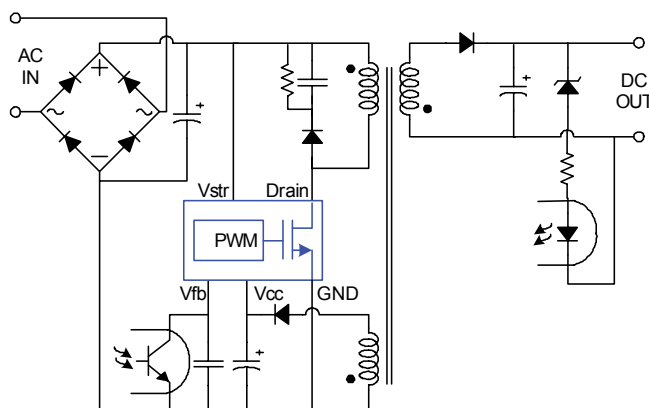 AC
IN
DC
OUT
Vstr
Drain
PWM
Vfb
Vcc
GND